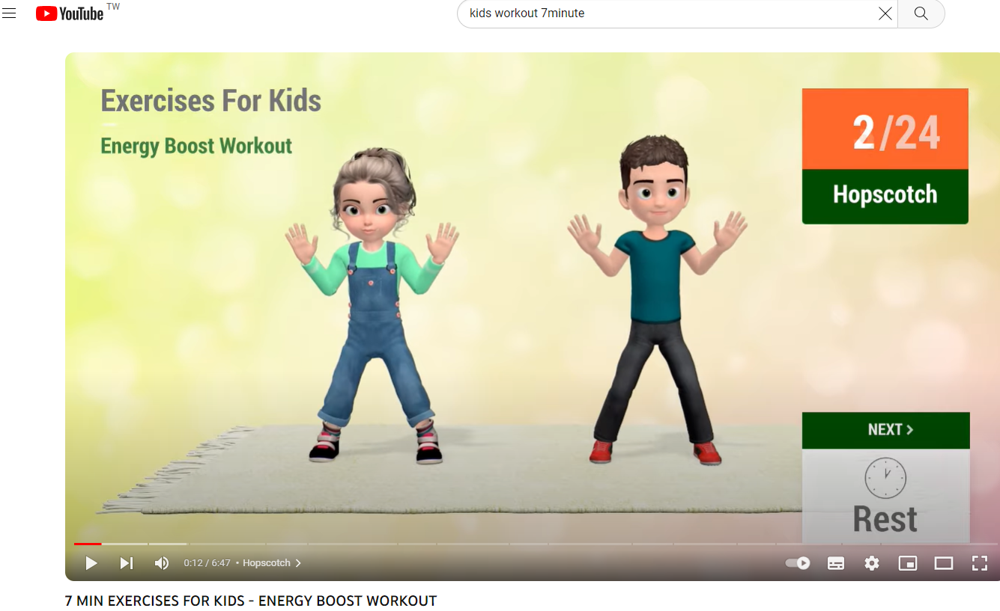 YouTube TW
kids workout 7minute
Exercises For Kids
Energy Boost Workout
2/24
Hopscotch
NEXT >
Rest
0:12 / 6:47 • Hopscotch >
7 MIN EXERCISES FOR KIDS - ENERGY BOOST WORKOUT